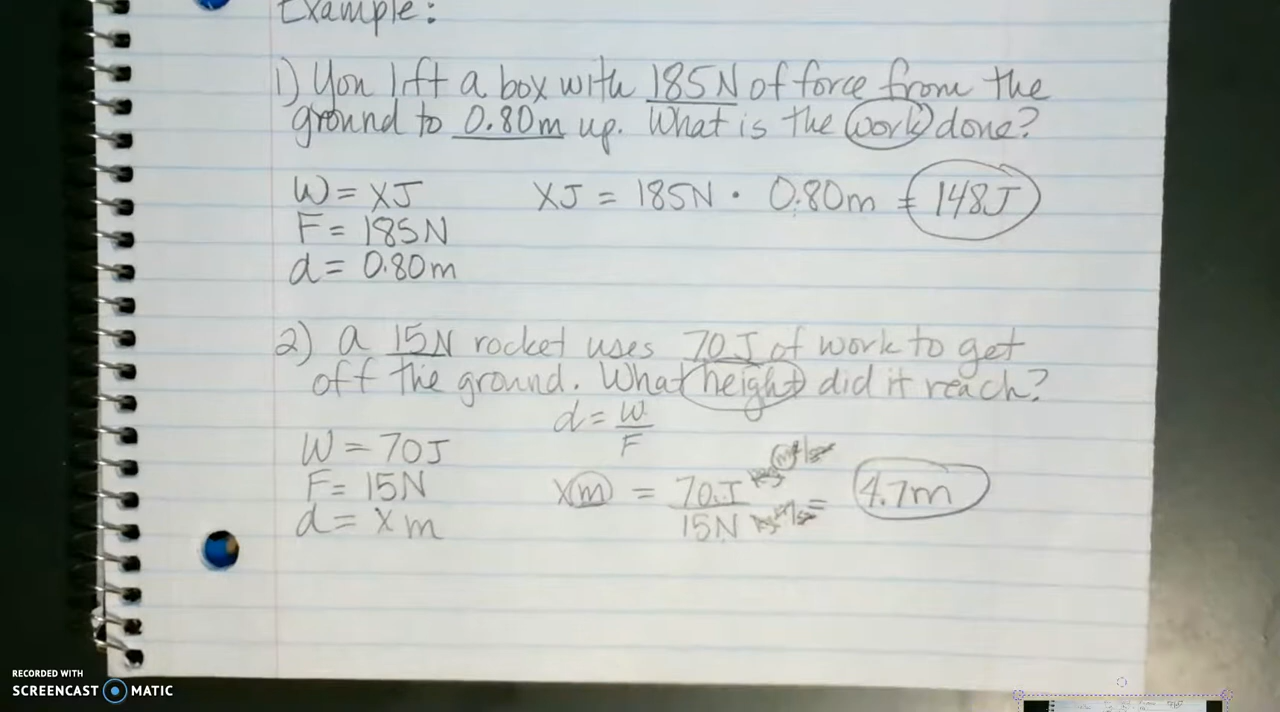 Example:
1) You lift a box with 185N of force from the
ground to 0.80m up. What is the work done?
W = XJ XJ = 185N · 0.80m = 148J
F = 185N
d = 0.80m
2) a 15N rocket uses 70J of work to get
off the ground. What height did it reach?
d = W/F
W = 70J
F = 15N
d = X m
X m = 70J / 15N = 4.7m
RECORDED WITH
SCREENCAST MATIC